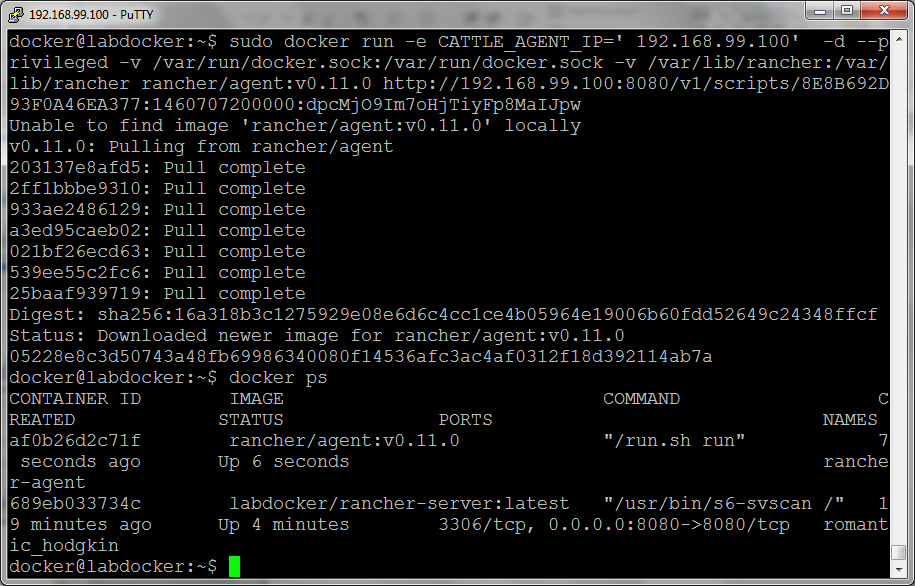 192.168.99.100 - PuTTY
docker@labdocker:~$ sudo docker run -e CATTLE_AGENT_IP=' 192.168.99.100'  -d --p
rivileged -v /var/run/docker.sock:/var/run/docker.sock -v /var/lib/rancher:/var/
lib/rancher rancher/agent:v0.11.0 http://192.168.99.100:8080/v1/scripts/8E8B692D
93F0A46EA377:1460707200000:dpcMjO9Im7oHjTiyFp8MaIJpw
Unable to find image 'rancher/agent:v0.11.0' locally
v0.11.0: Pulling from rancher/agent
203137e8afd5: Pull complete
2ff1bbbe9310: Pull complete
933ae2486129: Pull complete
a3ed95caeb02: Pull complete
021bf26ecd63: Pull complete
539ee55c2fc6: Pull complete
25baaf939719: Pull complete
Digest: sha256:16a318b3c1275929e08e6d6c4cc1ce4b05964e19006b60fdd52649c24348ffcf
Status: Downloaded newer image for rancher/agent:v0.11.0
05228e8c3d50743a48fb69986340080f14536afc3ac4af0312f18d392114ab7a
docker@labdocker:~$ docker ps
CONTAINER ID        IMAGE                             COMMAND                  C
REATED             STATUS              PORTS                              NAMES
af0b26d2c71f        rancher/agent:v0.11.0             "/run.sh run"            7
 seconds ago       Up 6 seconds                                           ranche
r-agent
689eb033734c        labdocker/rancher-server:latest   "/usr/bin/s6-svscan /"   1
9 minutes ago      Up 4 minutes        3306/tcp, 0.0.0.0:8080->8080/tcp   romant
ic_hodgkin
docker@labdocker:~$